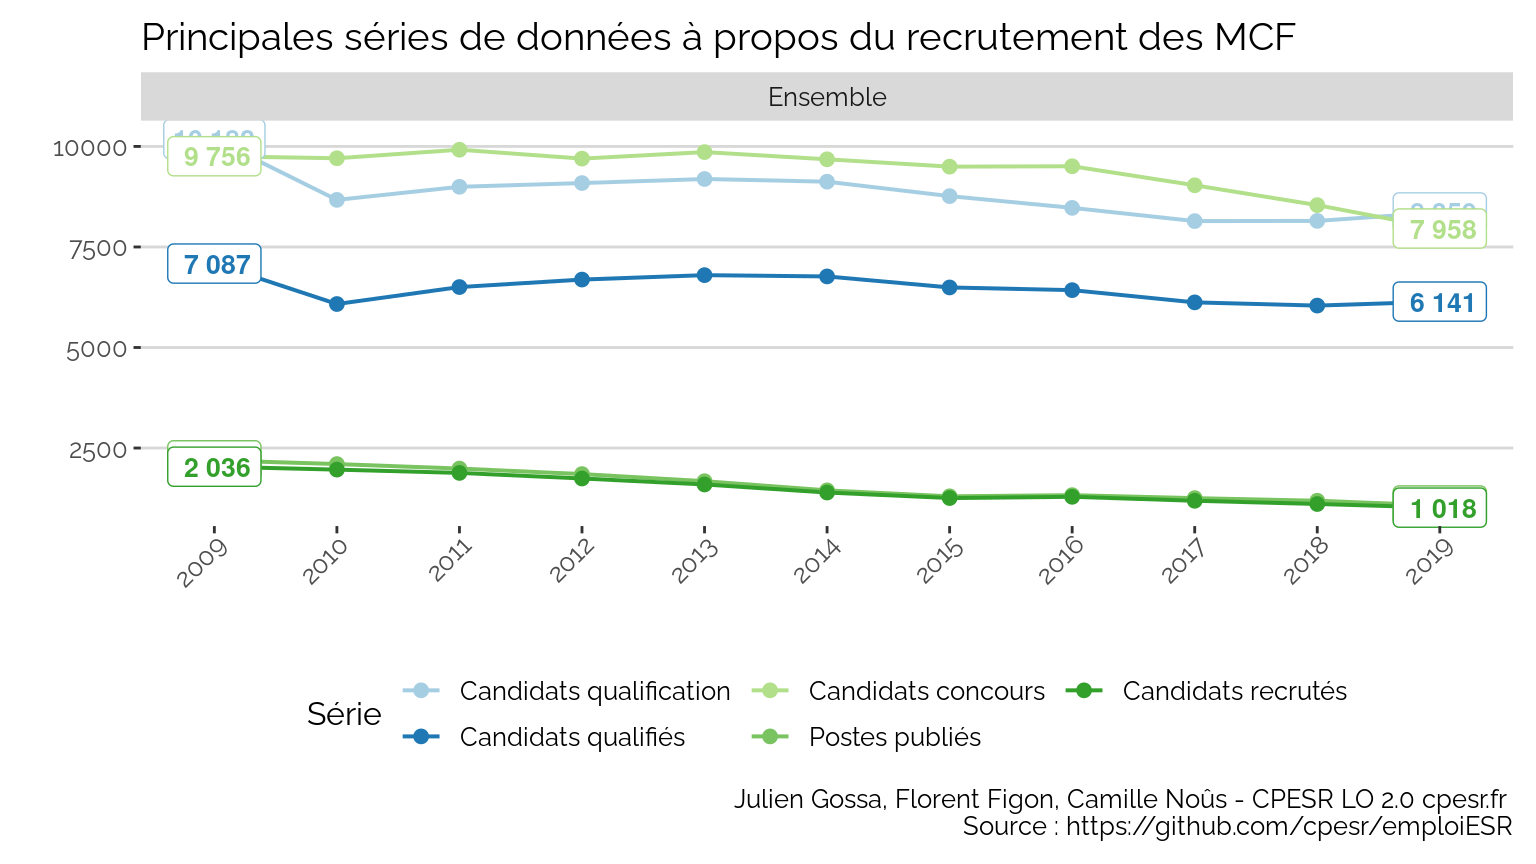 Principales séries de données à propos du recrutement des MCF
Ensemble
10000
7500
5000
2500
9 756
7 087
2 036
7 958
6 141
1 018
2009 2010 2011 2012 2013 2014 2015 2016 2017 2018 2019
Série
Candidats qualification Candidats concours Candidats recrutés
Candidats qualifiés Postes publiés
Julien Gossa, Florent Figon, Camille Noûs - CPESR LO 2.0 cpesr.fr
Source : https://github.com/cpesr/emploiESR